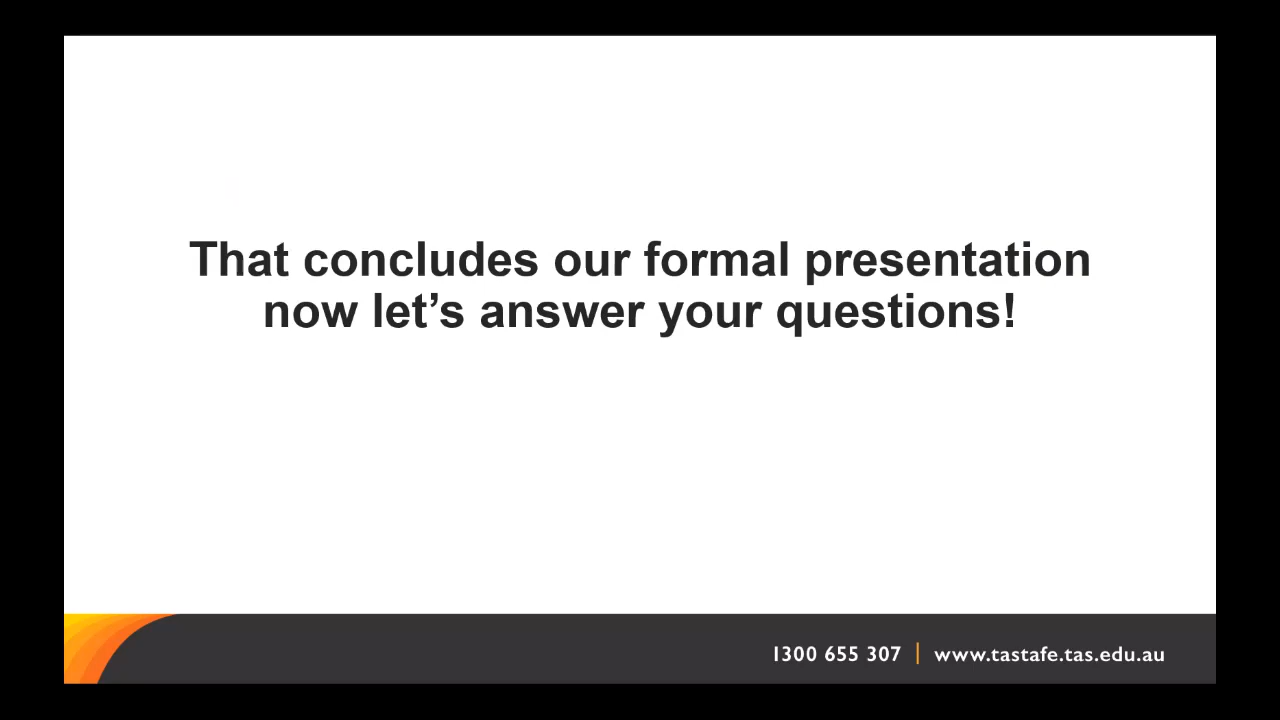 That concludes our formal presentation
now let’s answer your questions!
1300 655 307 | www.tastafe.tas.edu.au